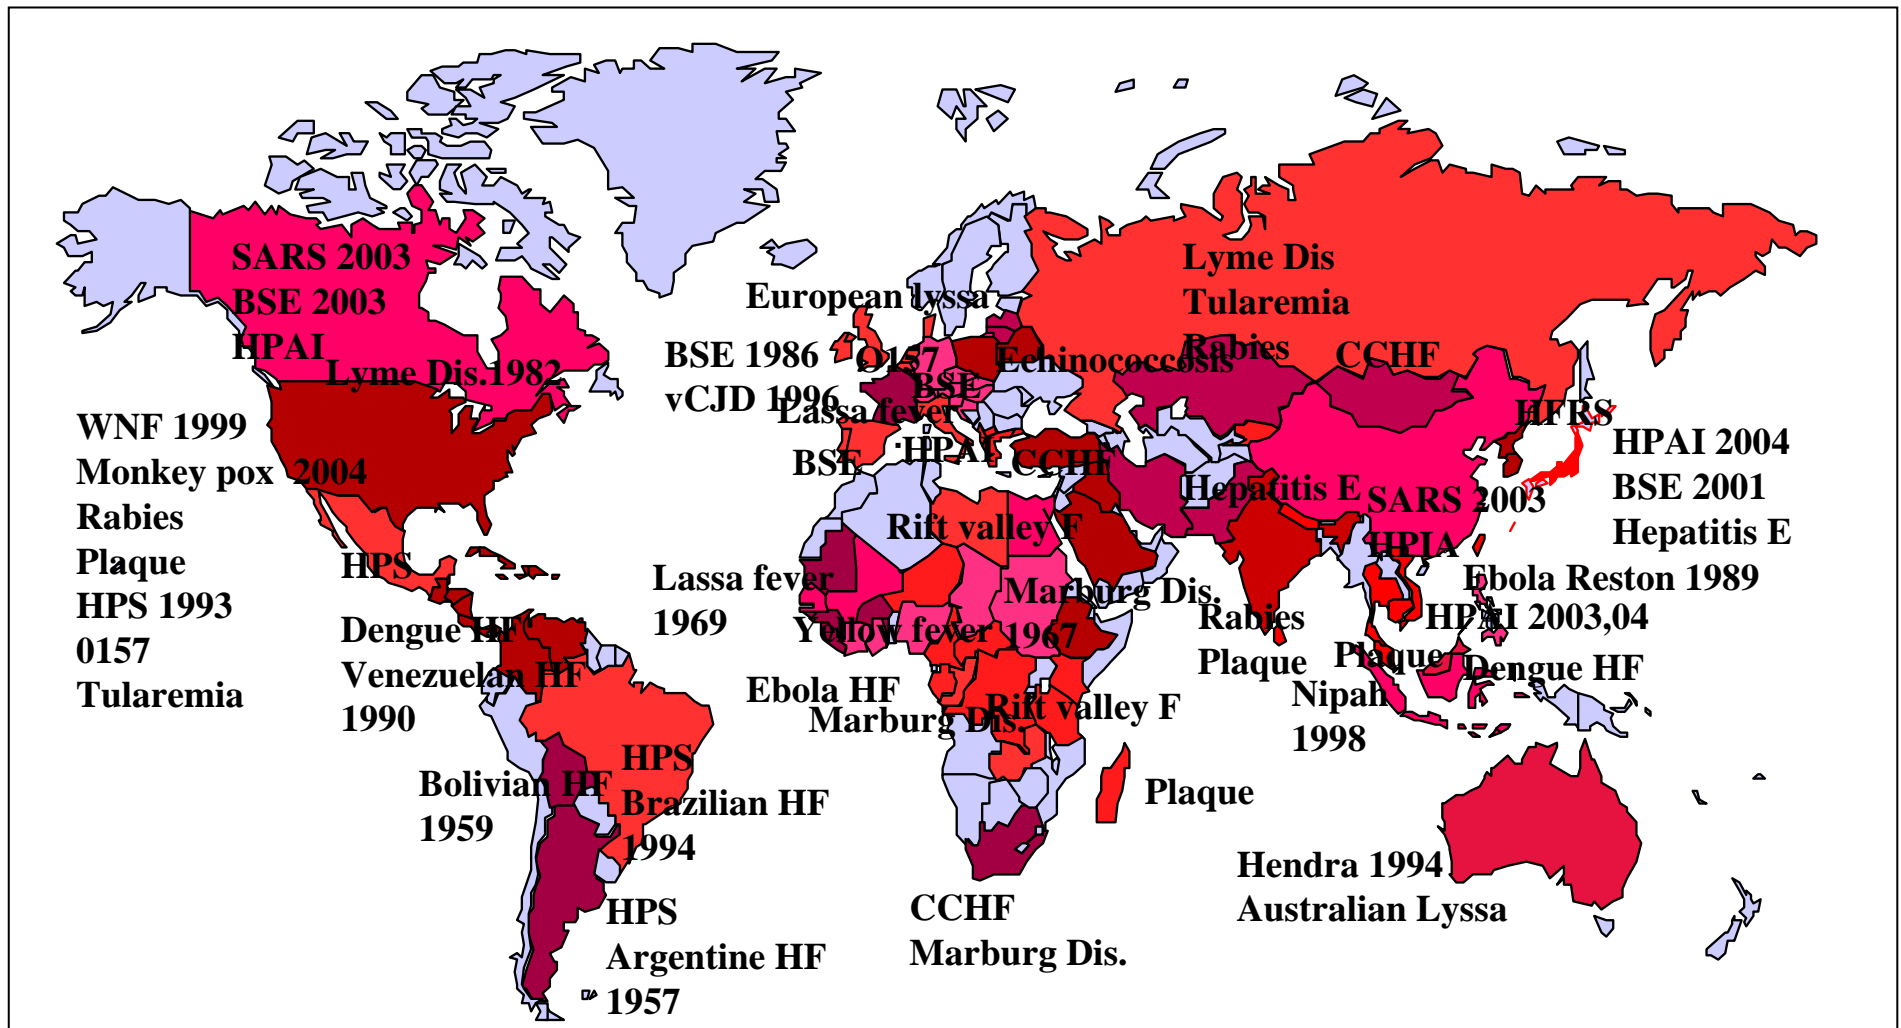 SARS 2003
BSE 2003
HPAI
Lyme Dis.1982
WNF 1999
Monkey pox  2004
Rabies
Plaque
HPS 1993
0157
Tularemia
HPS
Dengue HF
Venezuelan HF
1990
Bolivian HF
1959
HPS
Brazilian HF
1994
HPS
Argentine HF
1957
European lyssa
BSE 1986
vCJD 1996
O157
BSE
Echinococcosis
Lassa fever
BSE
HPAI
CCHF
Rift valley F
Lassa fever
1969
Yellow fever
Marburg Dis.
1967
Ebola HF
Marburg Dis.
Rift valley F
Plaque
CCHF
Marburg Dis.
Lyme Dis
Tularemia
Rabies
CCHF
HFRS
Hepatitis E
SARS 2003
HPIA
HPAI 2004
BSE 2001
Hepatitis E
Ebola Reston 1989
HPAI 2003,04
Rabies
Plaque
Plaque
Dengue HF
Nipah
1998
Hendra 1994
Australian Lyssa